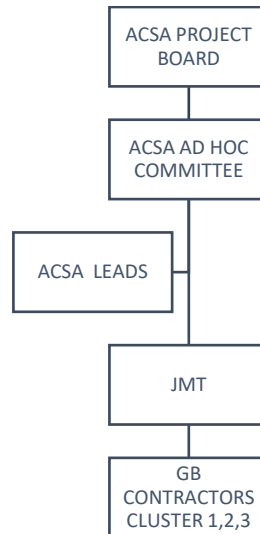 ACSA PROJECT
BOARD
ACSA AD HOC
COMMITTEE
ACSA LEADS
JMT
GB
CONTRACTORS
CLUSTER 1,2,3